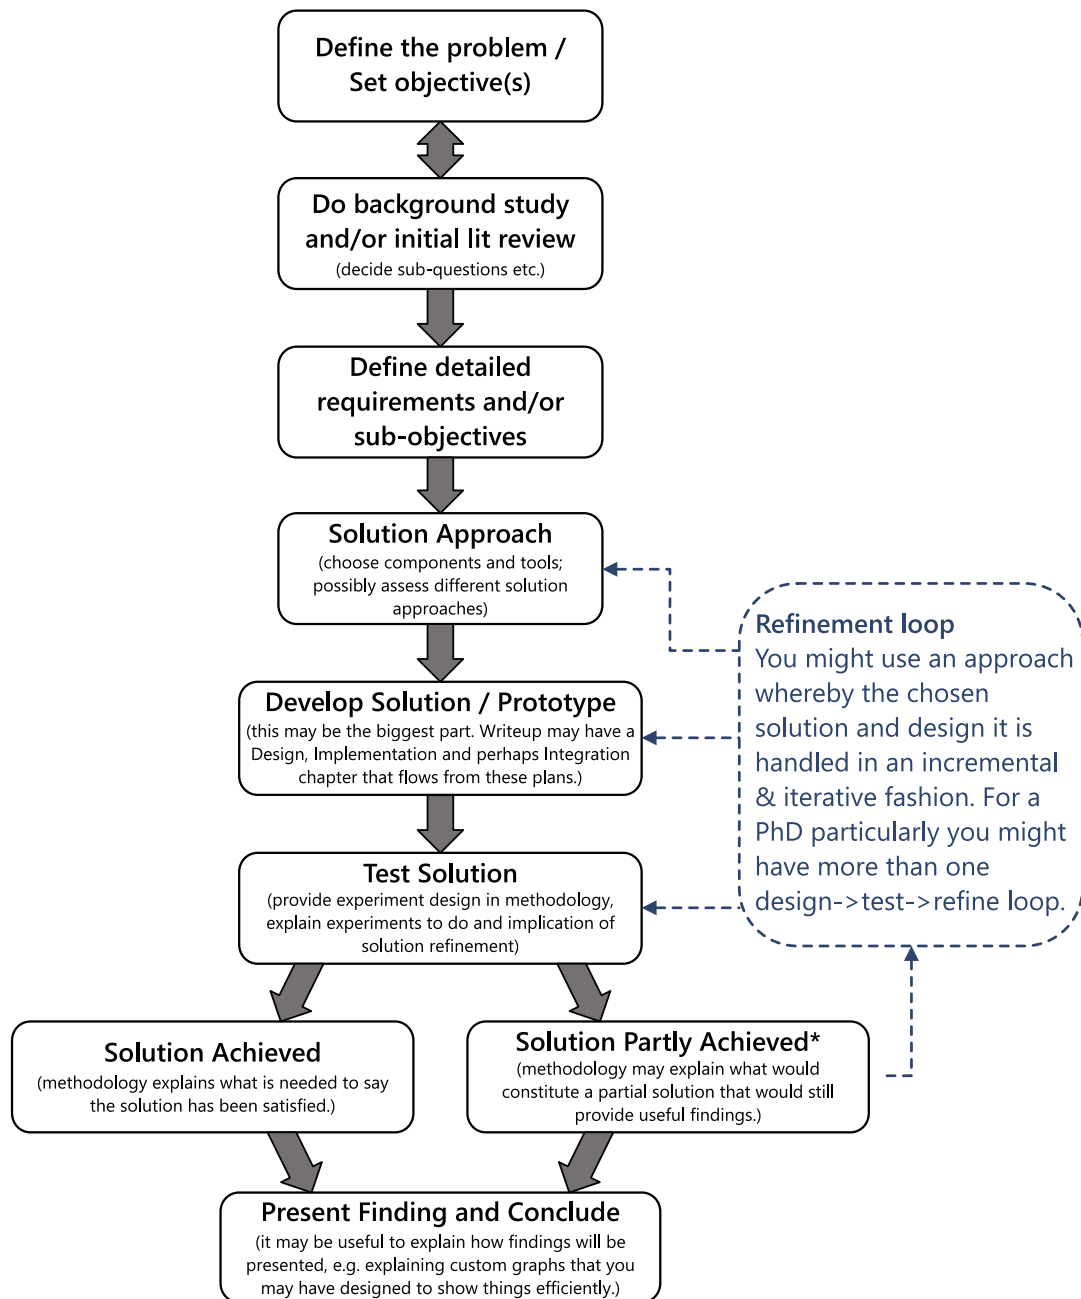 Define the problem /
Set objective(s)
Do background study
and/or initial lit review
(decide sub-questions etc.)
Define detailed
requirements and/or
sub-objectives
Solution Approach
(choose components and tools;
possibly assess different solution
approaches)
Refinement loop
You might use an approach
whereby the chosen
solution and design it is
handled in an incremental
& iterative fashion. For a
PhD particularly you might
have more than one
design->test->refine loop.
Develop Solution / Prototype
(this may be the biggest part. Writeup may have a
Design, Implementation and perhaps Integration
chapter that flows from these plans.)
Test Solution
(provide experiment design in methodology,
explain experiments to do and implication of
solution refinement)
Solution Achieved
(methodology explains what is needed to say
the solution has been satisfied.)
Solution Partly Achieved*
(methodology may explain what would
constitute a partial solution that would still
provide useful findings.)
Present Finding and Conclude
(it may be useful to explain how findings will be
presented, e.g. explaining custom graphs that you
may have designed to show things efficiently.)